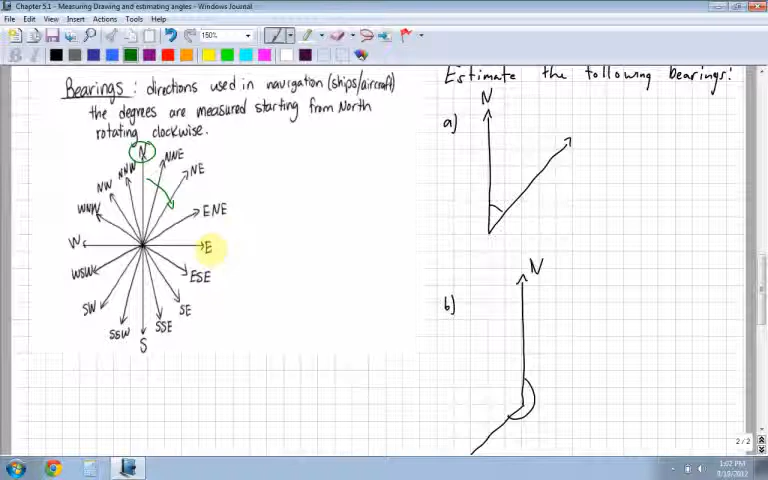 Chapter 5.1 - Measuring Drawing and estimating angles - Windows Journal
File Edit View Insert Actions Tools Help
150%
B
Bearings : directions used in navigation (ships/aircraft)
the degrees are measured starting from North
rotating clockwise.
N
NNE
NE
ENE
E
ESE
SE
SSE
S
SSW
SW
WSW
W
WNW
NW
NNW
Estimate the following bearings:
a)
N
b)
N
2 / 2
1:02 PM